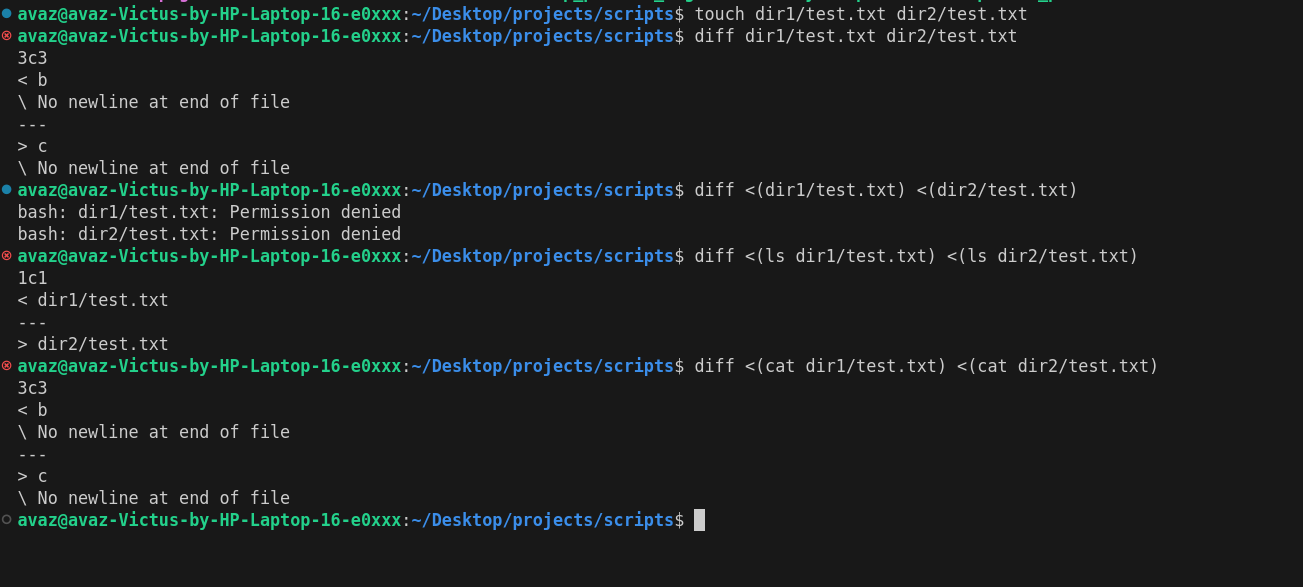 avaz@avaz-Victus-by-HP-Laptop-16-e0xxx:~/Desktop/projects/scripts$ touch dir1/test.txt dir2/test.txt
avaz@avaz-Victus-by-HP-Laptop-16-e0xxx:~/Desktop/projects/scripts$ diff dir1/test.txt dir2/test.txt
3c3
< b
\ No newline at end of file
---
> c
\ No newline at end of file
avaz@avaz-Victus-by-HP-Laptop-16-e0xxx:~/Desktop/projects/scripts$ diff <(dir1/test.txt) <(dir2/test.txt)
bash: dir1/test.txt: Permission denied
bash: dir2/test.txt: Permission denied
avaz@avaz-Victus-by-HP-Laptop-16-e0xxx:~/Desktop/projects/scripts$ diff <(ls dir1/test.txt) <(ls dir2/test.txt)
1c1
< dir1/test.txt
---
> dir2/test.txt
avaz@avaz-Victus-by-HP-Laptop-16-e0xxx:~/Desktop/projects/scripts$ diff <(cat dir1/test.txt) <(cat dir2/test.txt)
3c3
< b
\ No newline at end of file
---
> c
\ No newline at end of file
avaz@avaz-Victus-by-HP-Laptop-16-e0xxx:~/Desktop/projects/scripts$